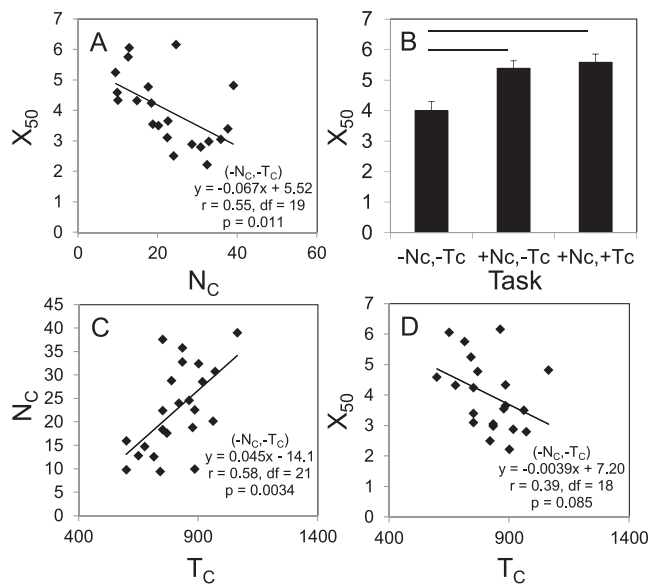 A
X50
7
6
5
4
3
2
1
0
0 20 40 60
NC
(-NC,-TC)
y = -0.067x + 5.52
r = 0.55, df = 19
p = 0.011
B
X50
7
6
5
4
3
2
1
0
-Nc,-Tc +Nc,-Tc +Nc,+Tc
Task
C
NC
45
40
35
30
25
20
15
10
5
0
400 900 1400
TC
(-NC,-TC)
y = 0.045x - 14.1
r = 0.58, df = 21
p = 0.0034
D
X50
7
6
5
4
3
2
1
0
400 900 1400
TC
(-NC,-TC)
y = -0.0039x + 7.20
r = 0.39, df = 18
p = 0.085